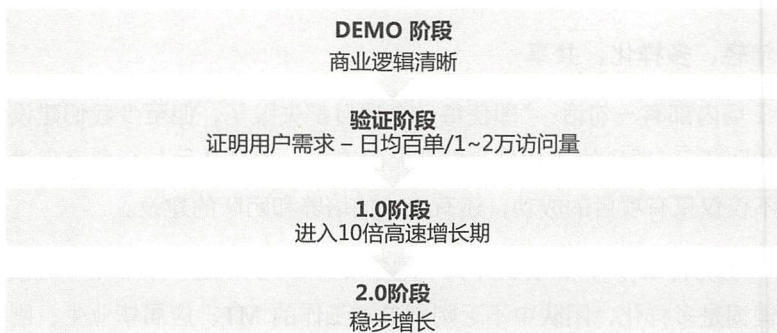 DEMO 阶段
商业逻辑清晰
验证阶段
证明用户需求 – 日均百单/1~2万访问量
1.0阶段
进入10倍高速增长期
2.0阶段
稳步增长